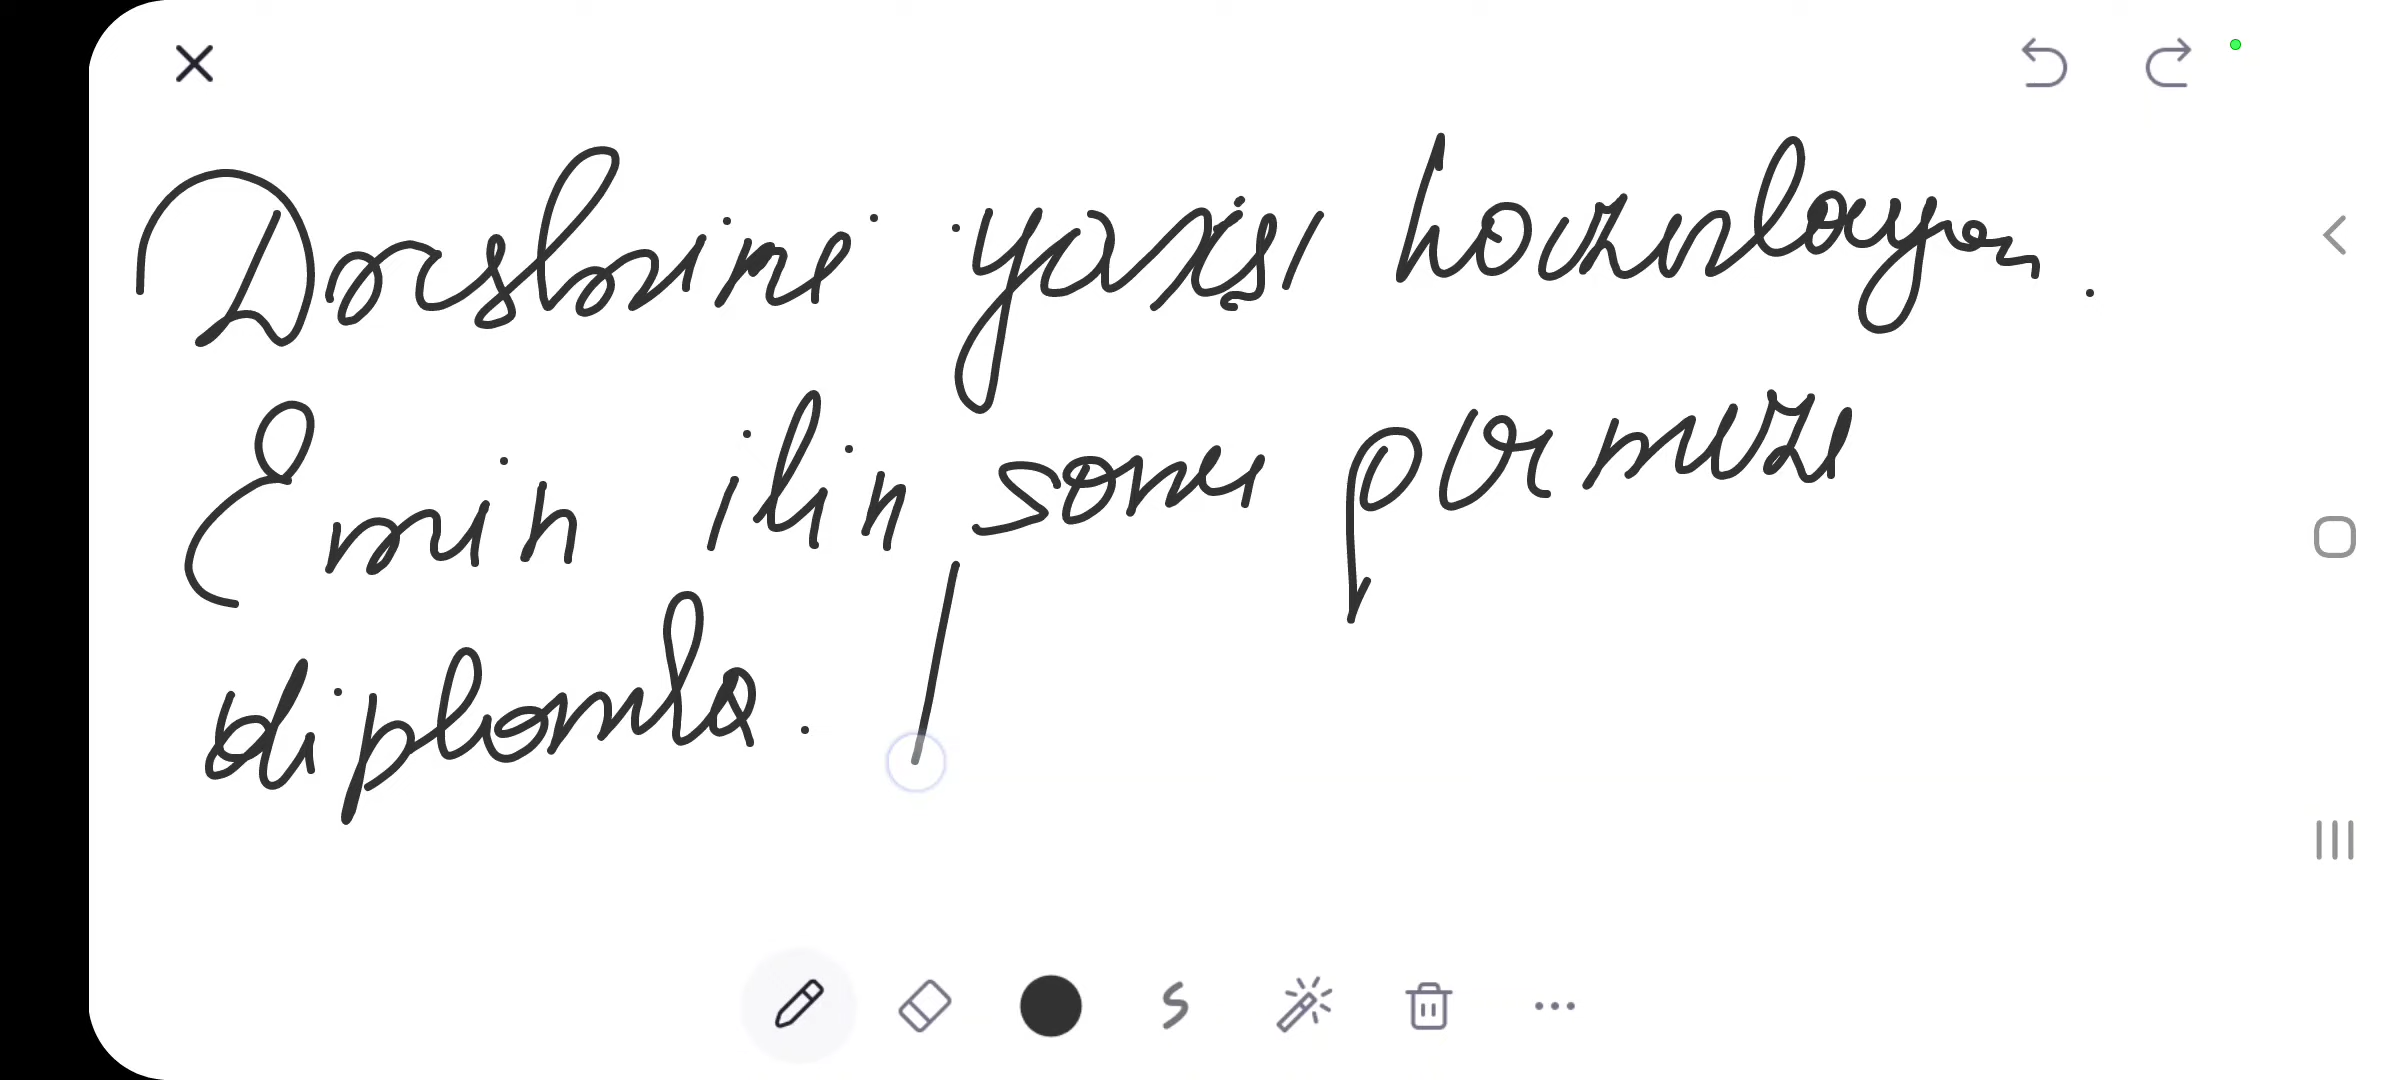 Dərslərini yaxşı hazırlayan
Emin ilin sonu qırmızı
diplomla.